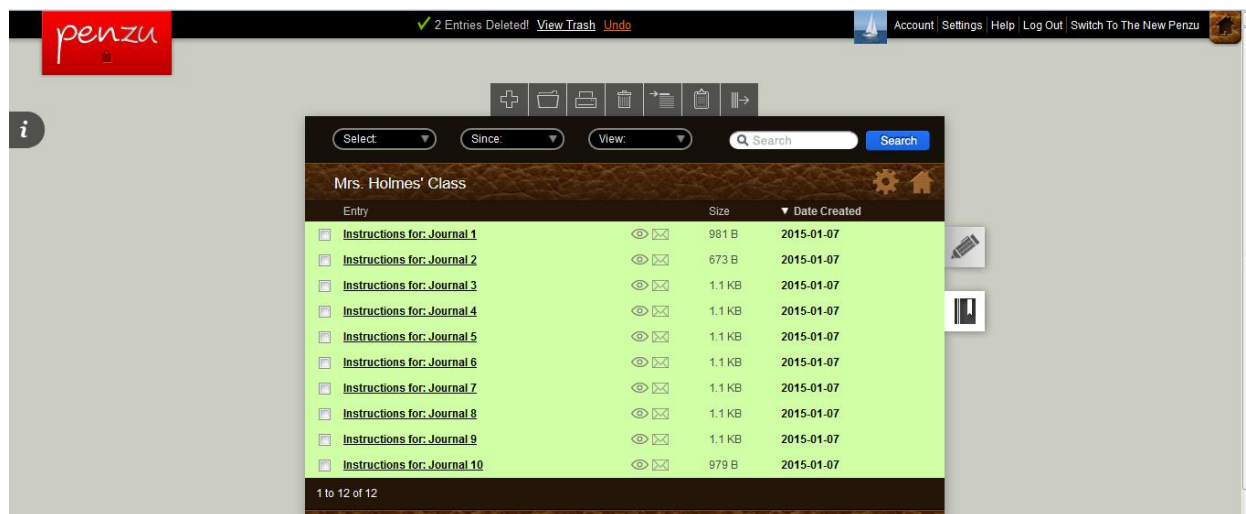 penzu
2 Entries Deleted! View Trash Undo
Account Settings Help Log Out Switch To The New Penzu
i
Select: Since: View: Search Search
Mrs. Holmes' Class
Entry Size ▼ Date Created
Instructions for: Journal 1 981 B 2015-01-07
Instructions for: Journal 2 673 B 2015-01-07
Instructions for: Journal 3 1.1 KB 2015-01-07
Instructions for: Journal 4 1.1 KB 2015-01-07
Instructions for: Journal 5 1.1 KB 2015-01-07
Instructions for: Journal 6 1.1 KB 2015-01-07
Instructions for: Journal 7 1.1 KB 2015-01-07
Instructions for: Journal 8 1.1 KB 2015-01-07
Instructions for: Journal 9 1.1 KB 2015-01-07
Instructions for: Journal 10 979 B 2015-01-07
1 to 12 of 12